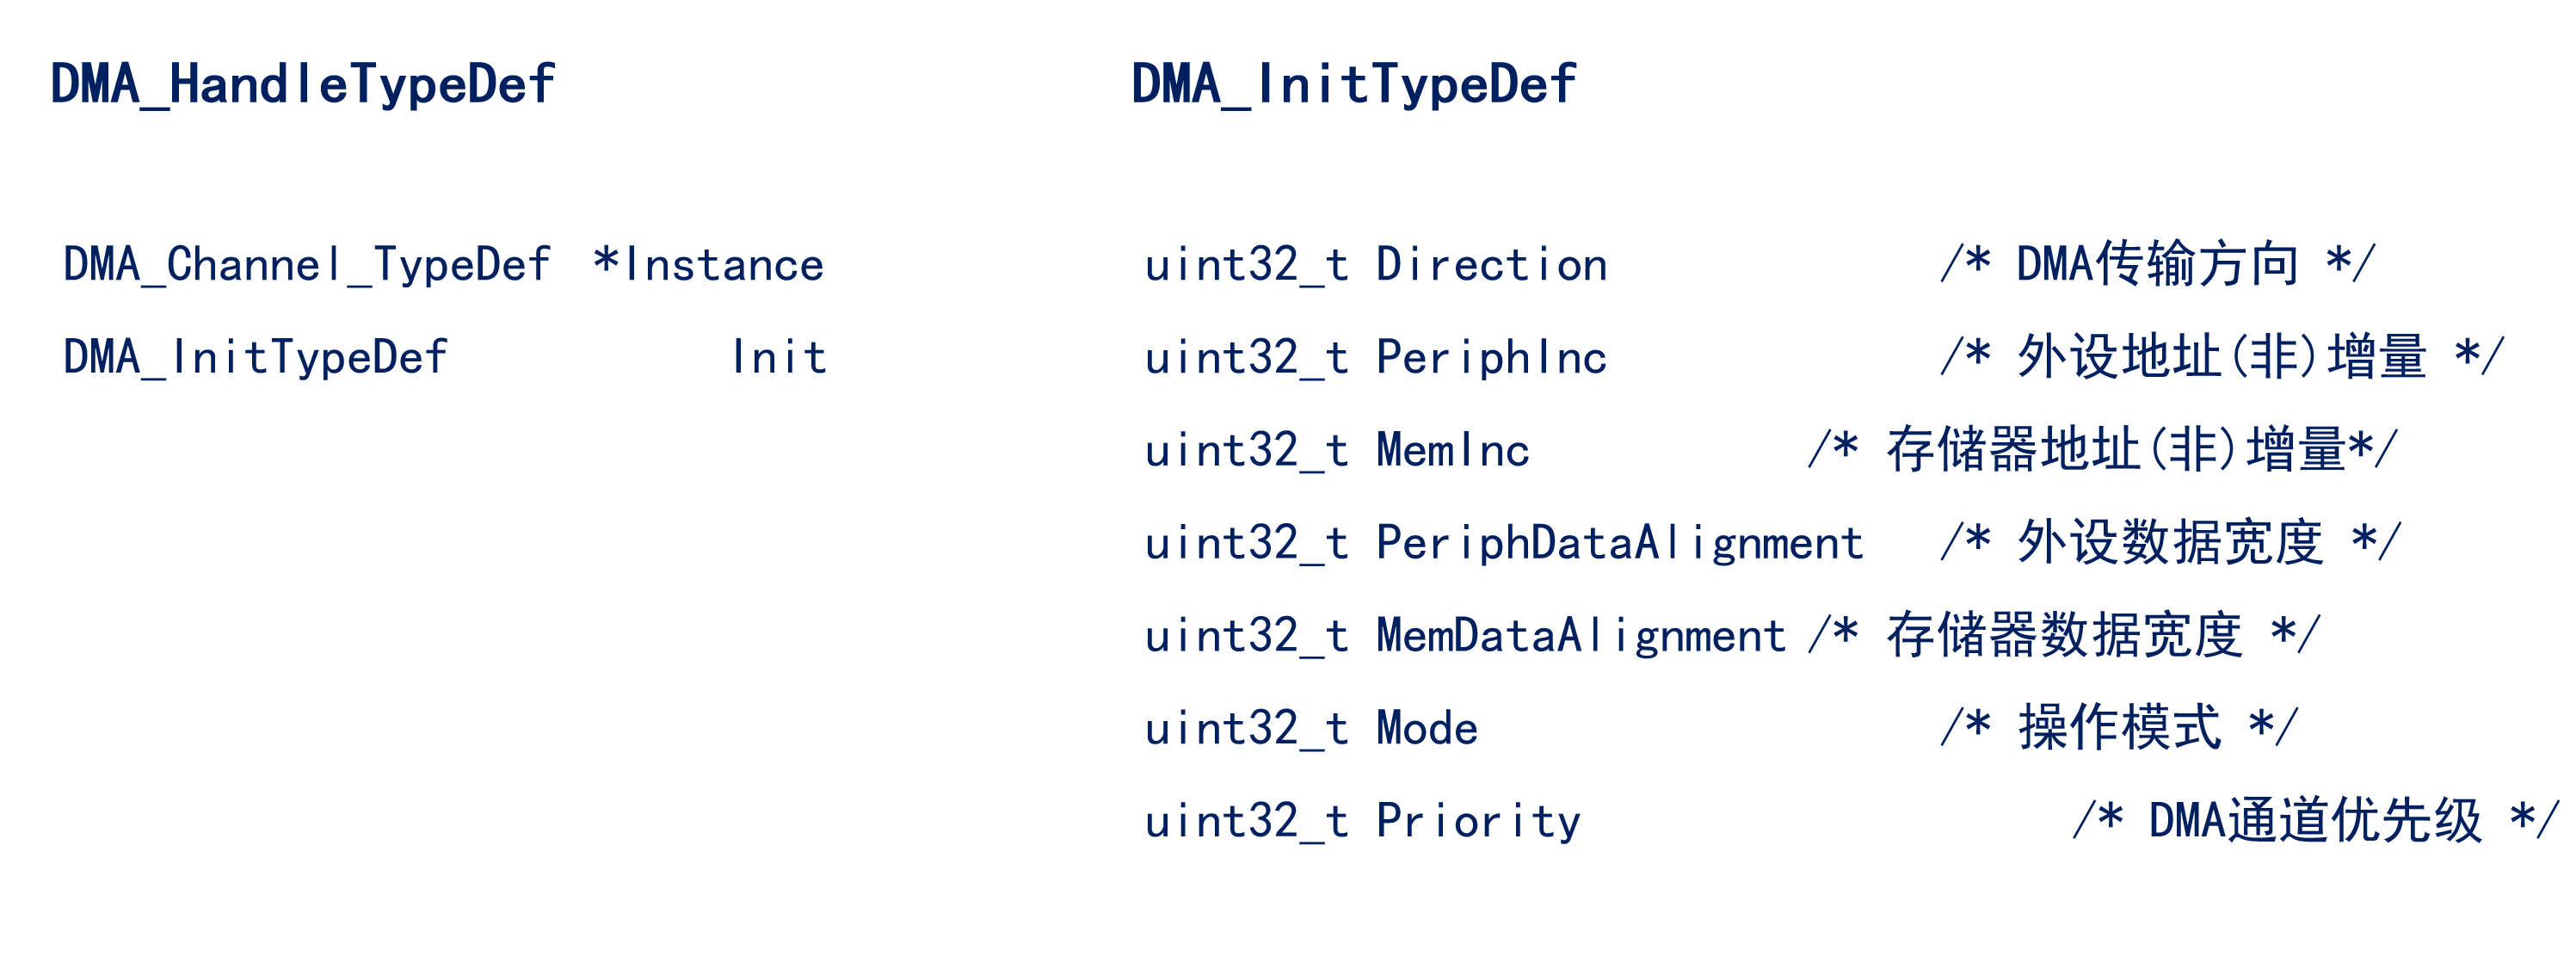 DMA_HandleTypeDef
DMA_Channel_TypeDef *Instance
DMA_InitTypeDef Init
DMA_InitTypeDef
uint32_t Direction /* DMA传输方向 */
uint32_t PeriphInc /* 外设地址(非)增量 */
uint32_t MemInc /* 存储器地址(非)增量*/
uint32_t PeriphDataAlignment /* 外设数据宽度 */
uint32_t MemDataAlignment /* 存储器数据宽度 */
uint32_t Mode /* 操作模式 */
uint32_t Priority /* DMA通道优先级 */